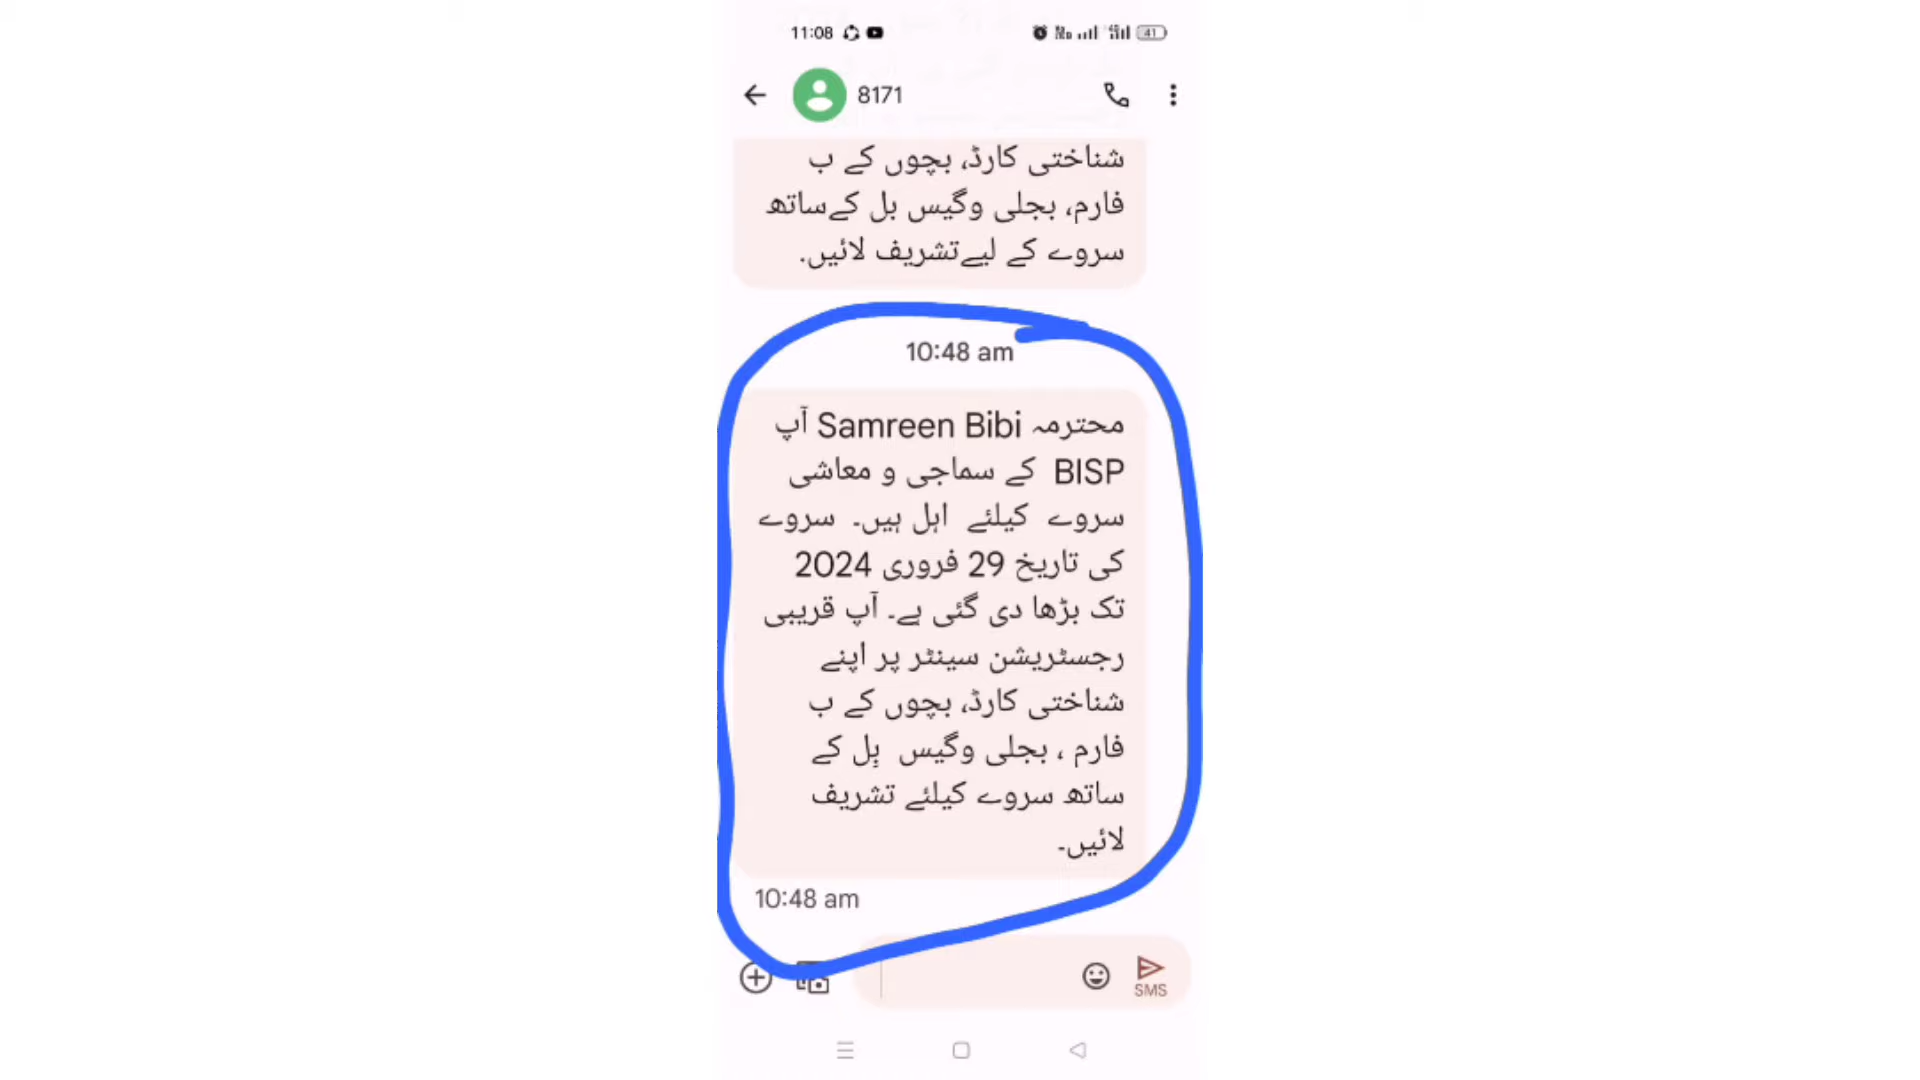 11:08
41
8171
شناختی کارڈ، بچوں کے ب
فارم، بجلی وگیس بل کےساتھ
سروے کے لیےتشریف لائیں.
10:48 am
محترمہ Samreen Bibi آپ
BISP کے سماجی و معاشی
سروے کیلئے اہل ہیں۔ سروے
کی تاریخ 29 فروری 2024
تک بڑھا دی گئی ہے۔ آپ قریبی
رجسٹریشن سینٹر پر اپنے
شناختی کارڈ، بچوں کے ب
فارم ، بجلی وگیس بِل کے
ساتھ سروے کیلئے تشریف
لائیں۔
10:48 am
SMS